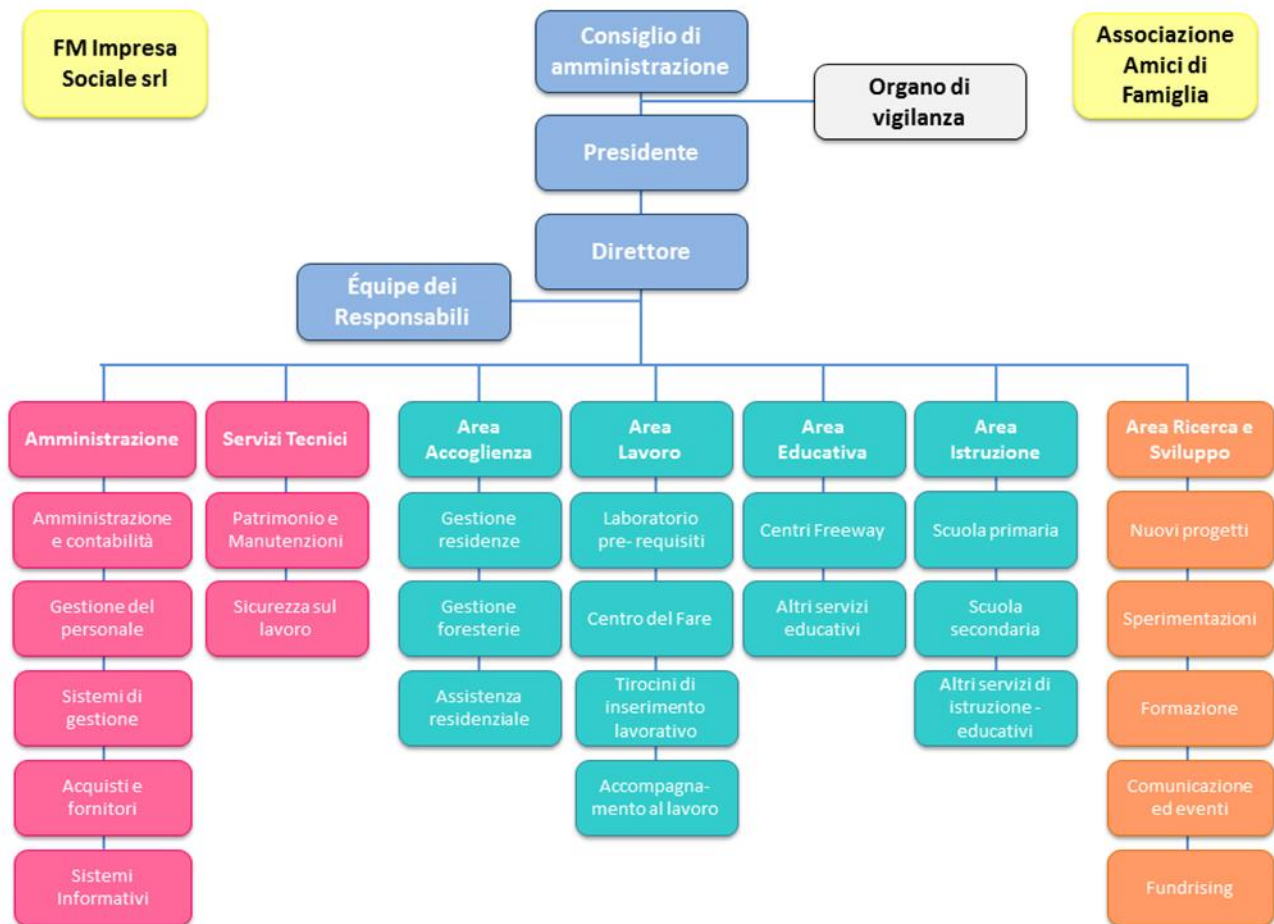 FM Impresa
Sociale srl
Consiglio di
amministrazione
Associazione
Amici di
Famiglia
Organo di
vigilanza
Presidente
Direttore
Équipe dei
Responsabili
Amministrazione
Servizi Tecnici
Area
Accoglienza
Area
Lavoro
Area
Educativa
Area
Istruzione
Area Ricerca e
Sviluppo
Amministrazione
e contabilità
Patrimonio e
Manutenzioni
Gestione
residenze
Laboratorio
pre- requisiti
Centri Freeway
Scuola primaria
Nuovi progetti
Gestione del
personale
Sicurezza sul
lavoro
Gestione
foresterie
Centro del Fare
Altri servizi
educativi
Scuola
secondaria
Sperimentazioni
Sistemi di
gestione
Assistenza
residenziale
Tirocini di
inserimento
lavorativo
Altri servizi di
istruzione -
educativi
Formazione
Acquisti e
fornitori
Accompagna-
mento al lavoro
Comunicazione
ed eventi
Sistemi
Informativi
Fundrising